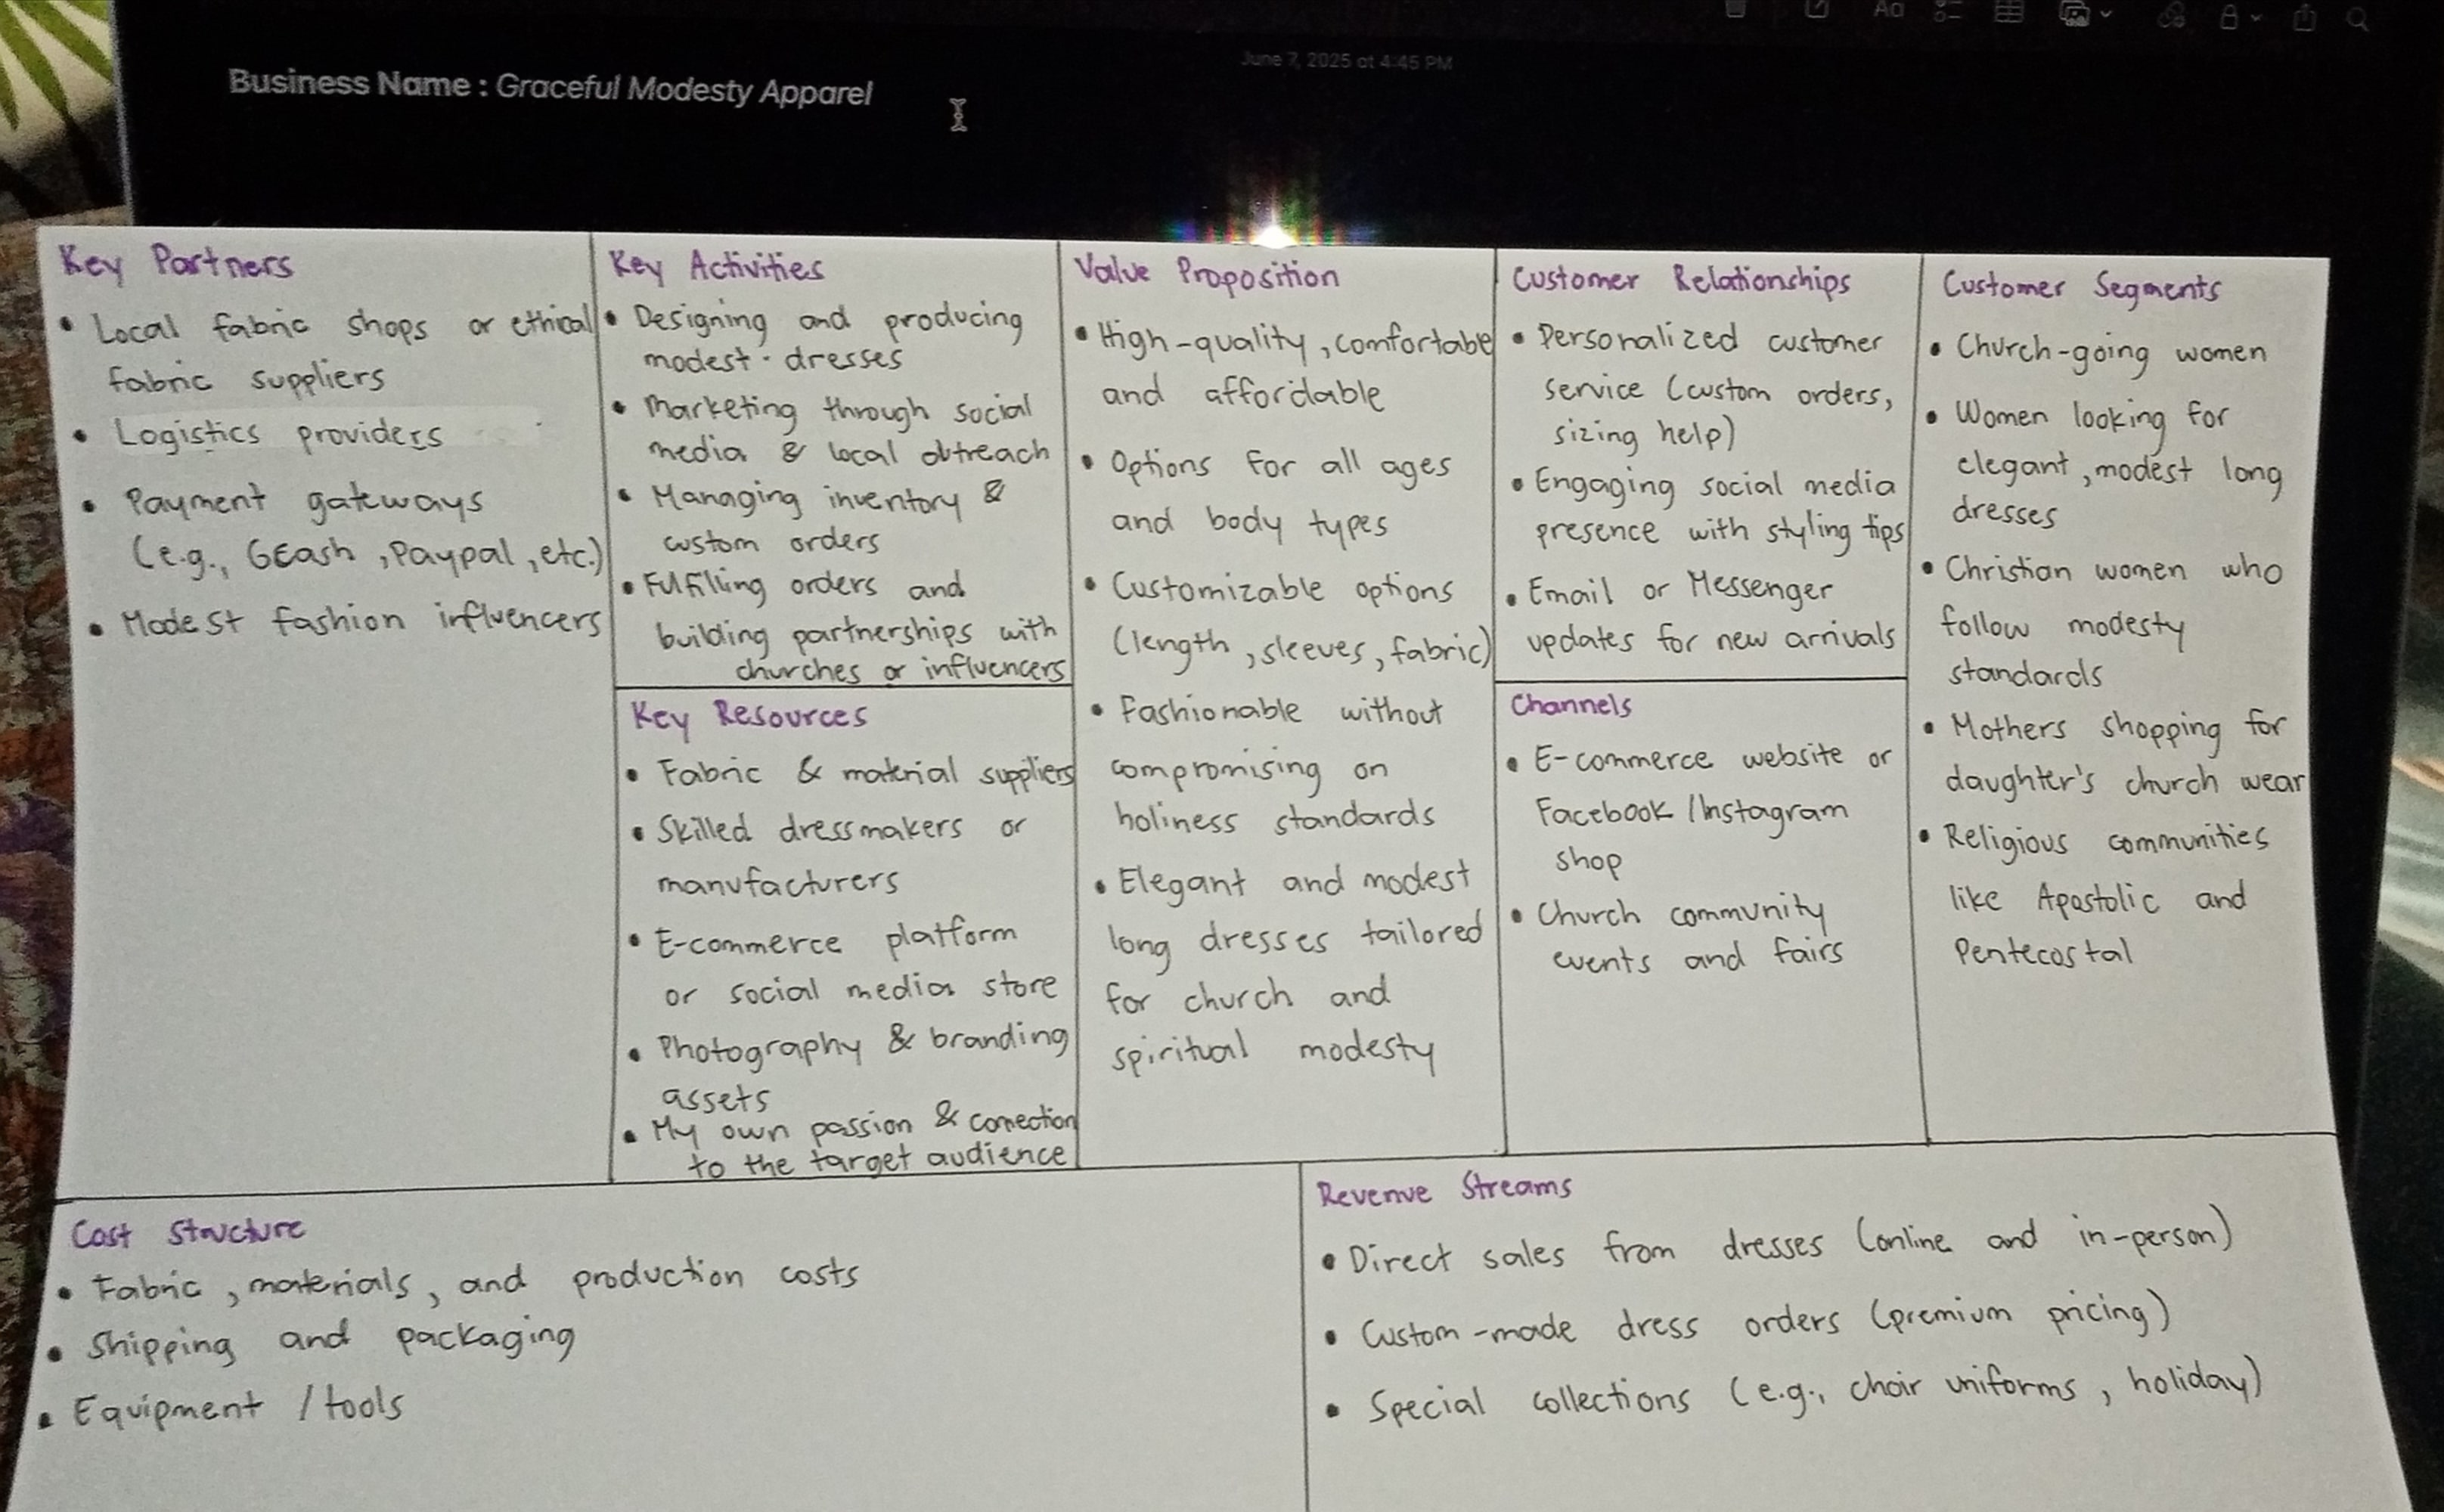 June 7, 2025 at 4:45 PM
Business Name : Graceful Modesty Apparel
Key Partners
• Local fabric shops or ethical
fabric suppliers
• Logistics providers
• Payment gateways
(e.g., GCash, Paypal, etc.)
• Modest fashion influencers
Key Activities
• Designing and producing
modest dresses
• Marketing through social
media & local outreach
• Managing inventory &
custom orders
• Fulfilling orders and
building partnerships with
churches or influencers
Key Resources
• Fabric & material suppliers
• Skilled dressmakers or
manufacturers
• E-commerce platform
or social media store
• Photography & branding
assets
• My own passion & connection
to the target audience
Value Proposition
• High-quality, comfortable
and affordable
• Options for all ages
and body types
• Customizable options
(length, sleeves, fabric)
• Fashionable without
compromising on
holiness standards
• Elegant and modest
long dresses tailored
for church and
spiritual modesty
Customer Relationships
• Personalized customer
service (custom orders,
sizing help)
• Engaging social media
presence with styling tips
• Email or Messenger
updates for new arrivals
Channels
• E-commerce website or
Facebook /Instagram
shop
• Church community
events and fairs
Customer Segments
• Church-going women
• Women looking for
elegant, modest long
dresses
• Christian women who
follow modesty
standards
• Mothers shopping for
daughter's church wear
• Religious communities
like Apostolic and
Pentecostal
Cost Structure
• Fabric, materials, and production costs
• Shipping and packaging
• Equipment / tools
Revenue Streams
• Direct sales from dresses (online and in-person)
• Custom-made dress orders (premium pricing)
• Special collections (e.g., choir uniforms, holiday)